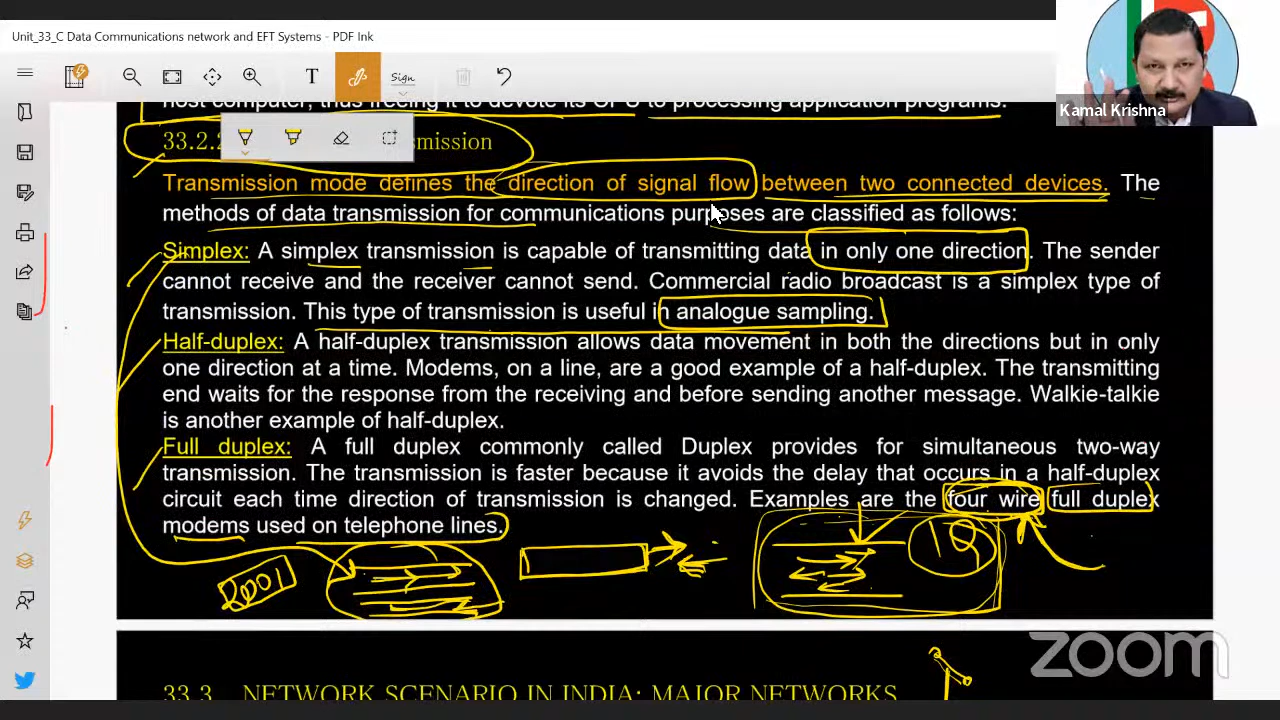 Unit_33_C Data Communications network and EFT Systems - PDF Ink
Kamal Krishna
T
Sign
host computer, thus freeing it to devote its CPU to processing application programs.
33.2.2 mission
Transmission mode defines the direction of signal flow between two connected devices. The
methods of data transmission for communications purposes are classified as follows:
Simplex: A simplex transmission is capable of transmitting data in only one direction. The sender
cannot receive and the receiver cannot send. Commercial radio broadcast is a simplex type of
transmission. This type of transmission is useful in analogue sampling.
Half-duplex: A half-duplex transmission allows data movement in both the directions but in only
one direction at a time. Modems, on a line, are a good example of a half-duplex. The transmitting
end waits for the response from the receiving and before sending another message. Walkie-talkie
is another example of half-duplex.
Full duplex: A full duplex commonly called Duplex provides for simultaneous two-way
transmission. The transmission is faster because it avoids the delay that occurs in a half-duplex
circuit each time direction of transmission is changed. Examples are the four wire full duplex
modems used on telephone lines.
zoom
33.3 NETWORK SCENARIO IN INDIA: MAJOR NETWORKS